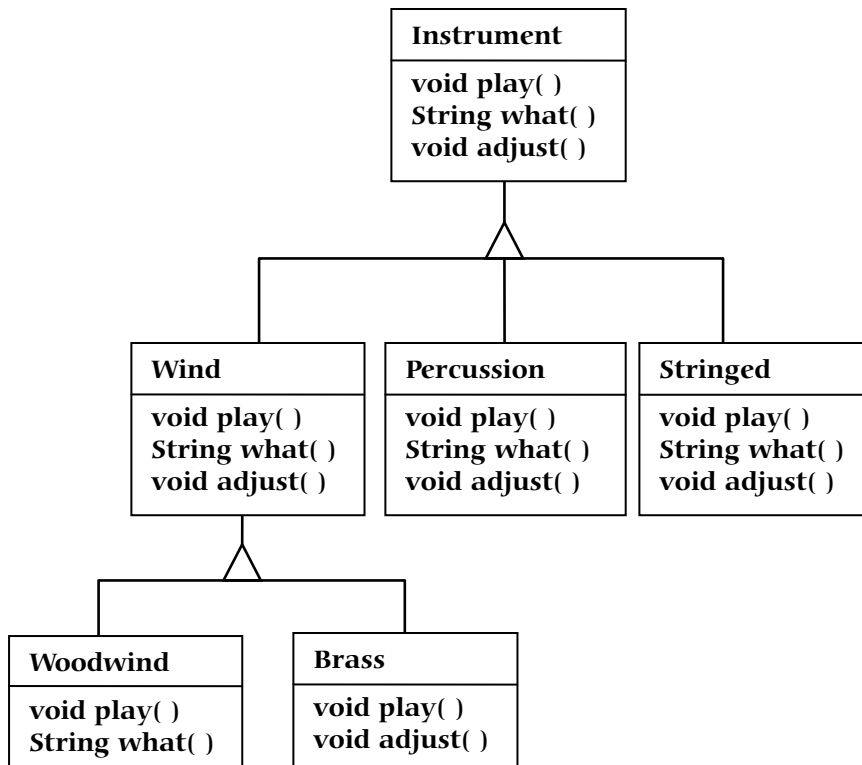 Instrument
void play( )
String what( )
void adjust( )
Wind
void play( )
String what( )
void adjust( )
Percussion
void play( )
String what( )
void adjust( )
Stringed
void play( )
String what( )
void adjust( )
Woodwind
void play( )
String what( )
Brass
void play( )
void adjust( )